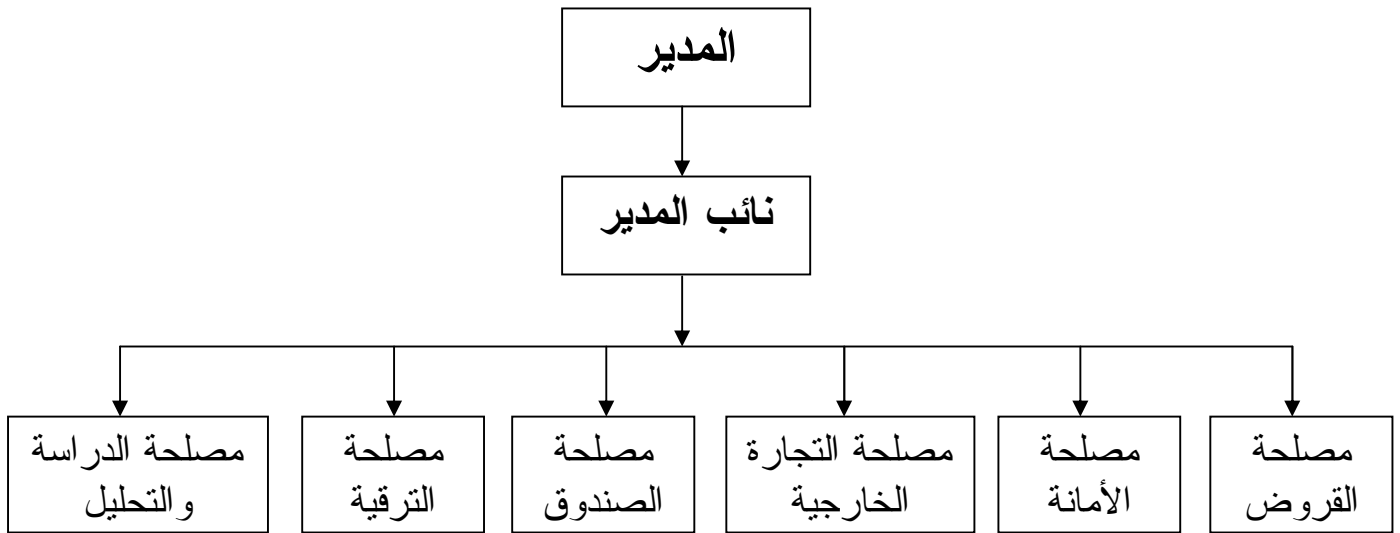 المدير
نائب المدير
مصلحة
القروض
مصلحة
الأمانة
مصلحة التجارة
الخارجية
مصلحة
الصندوق
مصلحة
الترقية
مصلحة الدراسة
والتحليل